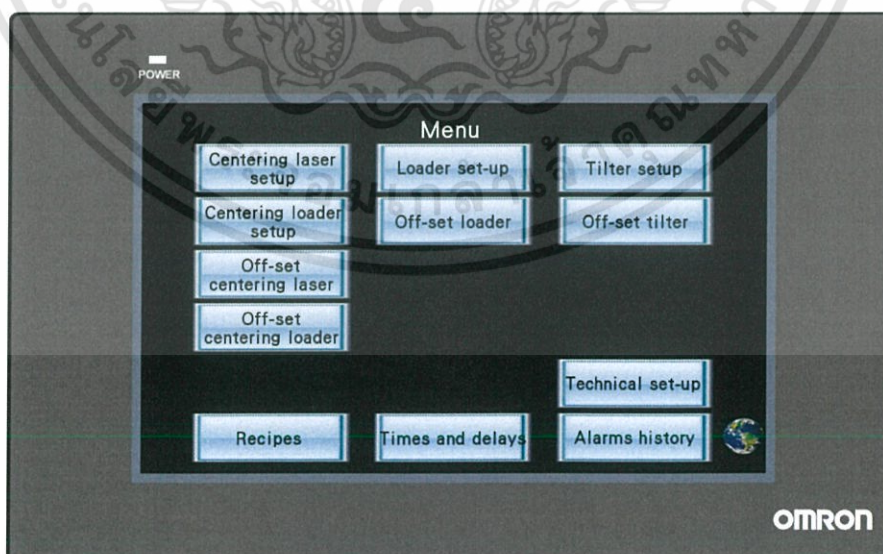 POWER
Menu
Centering laser
setup
Loader set-up
Tilter setup
Centering loader
setup
Off-set loader
Off-set tilter
Off-set
centering laser
Off-set
centering loader
Technical set-up
Recipes
Times and delays
Alarms history
OMRON